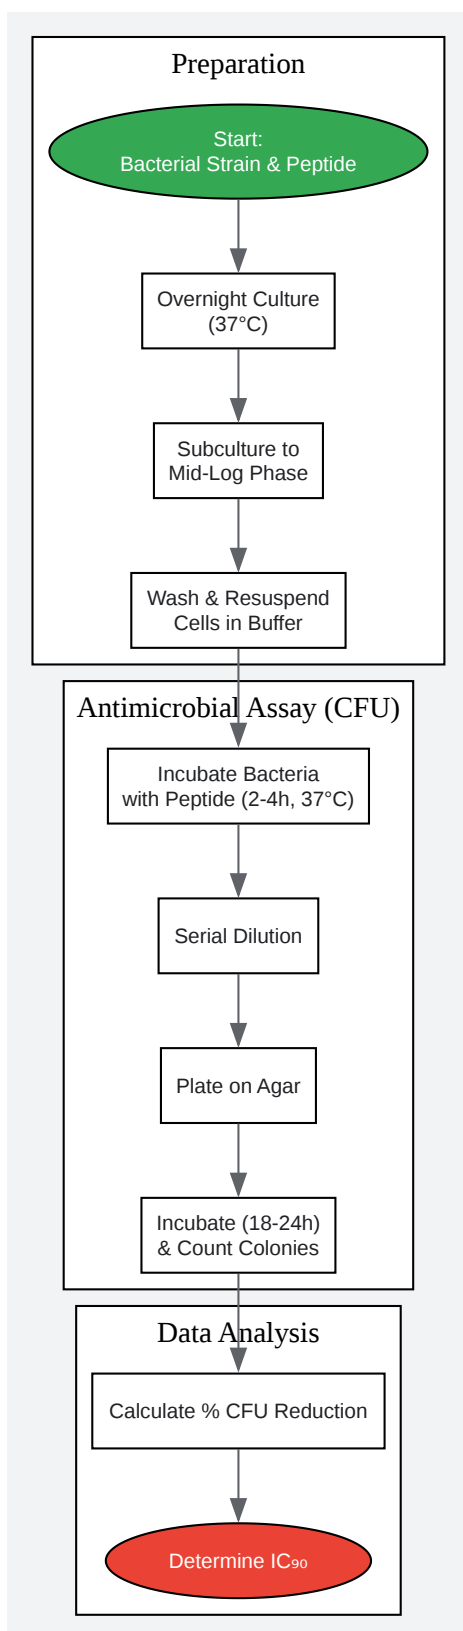 Preparation
Start:
Bacterial Strain & Peptide
Overnight Culture
(37°C)
Subculture to
Mid-Log Phase
Wash & Resuspend
Cells in Buffer
Antimicrobial Assay (CFU)
Incubate Bacteria
with Peptide (2-4h, 37°C)
Serial Dilution
Plate on Agar
Incubate (18-24h)
& Count Colonies
Data Analysis
Calculate % CFU Reduction
Determine IC₉₀